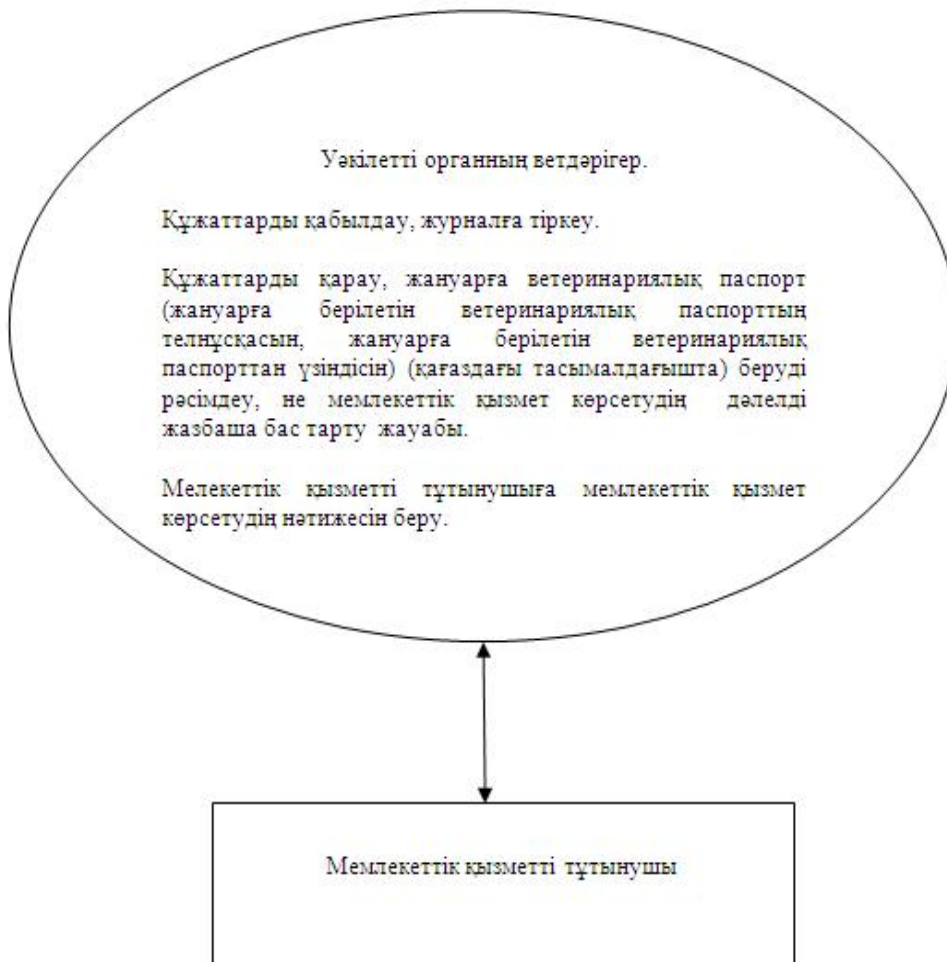 Уәкілетті органның ветдәрігер.
Құжаттарды қабылдау, журналға тіркеу.
Құжаттарды қарау, жануарға ветеринариялық паспорт
(жануарға берілетін ветеринариялық паспорттың
телнұсқасын, жануарға берілетін ветеринариялық
паспорттан үзіндісін) (қағаздағы тасымалдағышта) беруді
рәсімдеу, не мемлекеттік қызмет көрсетудің дәлелді
жазбаша бас тарту жауабы.
Мелекеттік қызметті тұтынушыға мемлекеттік қызмет
көрсетудің нәтижесін беру.
Мемлекеттік қызметті тұтынушы